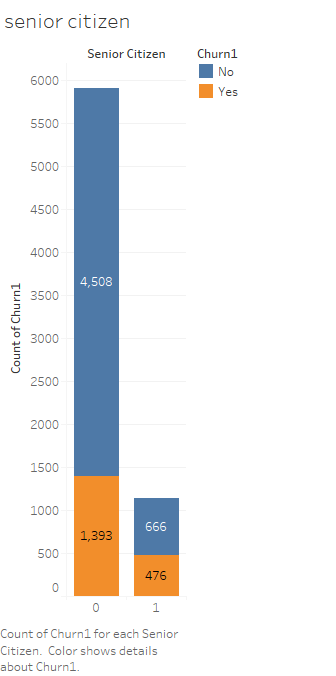 senior citizen
Senior Citizen
Churn1
No
Yes
Count of Churn1
6000
5500
5000
4500
4000
3500
3000
2500
2000
1500
1000
500
0
4,508
1,393
666
476
0 1
Count of Churn1 for each Senior
Citizen. Color shows details
about Churn1.